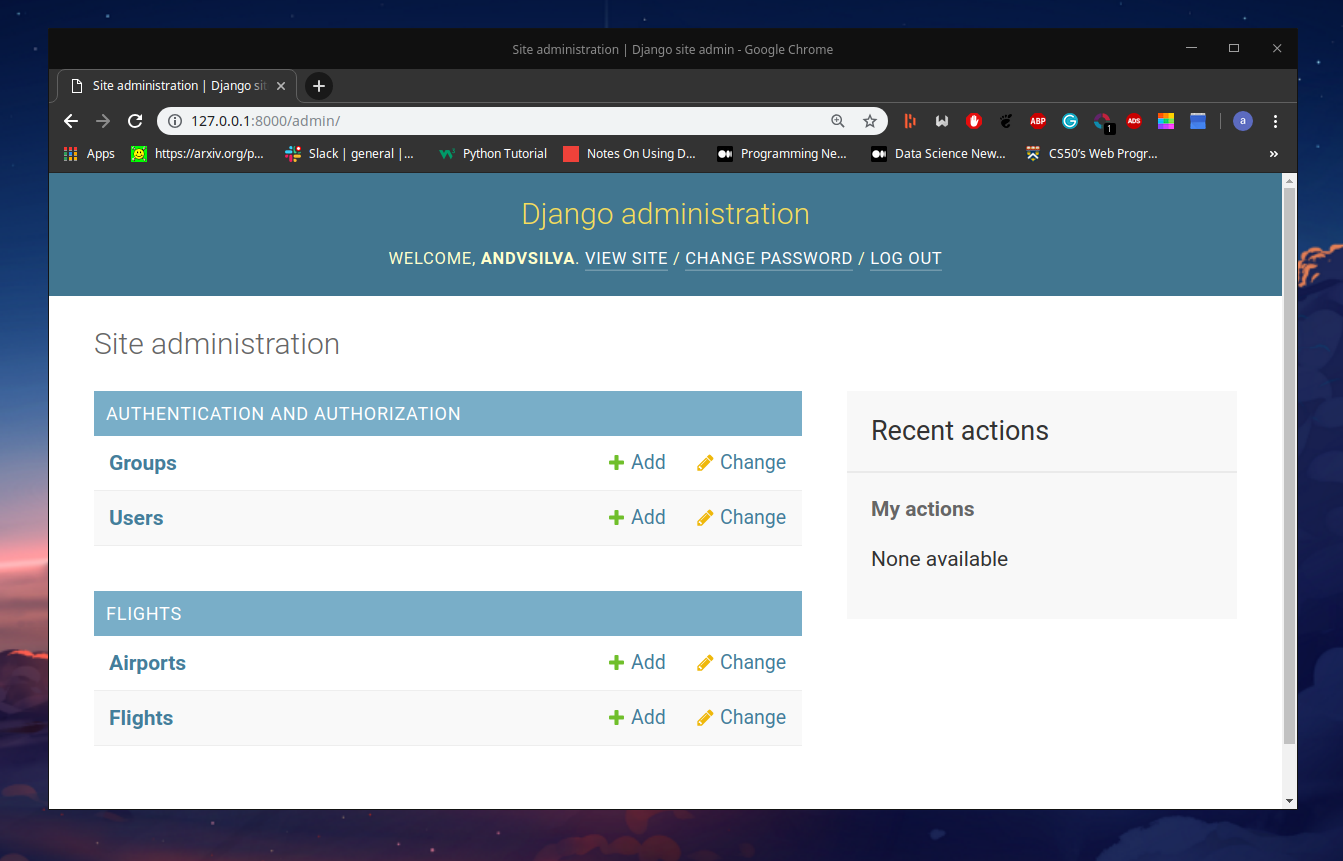 Site administration | Django site admin - Google Chrome
Site administration | Django sit
127.0.0.1:8000/admin/
ABP
1
ADS
a
Apps
https://arxiv.org/p...
Slack | general |...
Python Tutorial
Notes On Using D...
Programming Ne...
Data Science New...
CS50's Web Progr...
Django administration
WELCOME, ANDVSILVA. VIEW SITE / CHANGE PASSWORD / LOG OUT
Site administration
AUTHENTICATION AND AUTHORIZATION
Groups Add Change
Users Add Change
FLIGHTS
Airports Add Change
Flights Add Change
Recent actions
My actions
None available